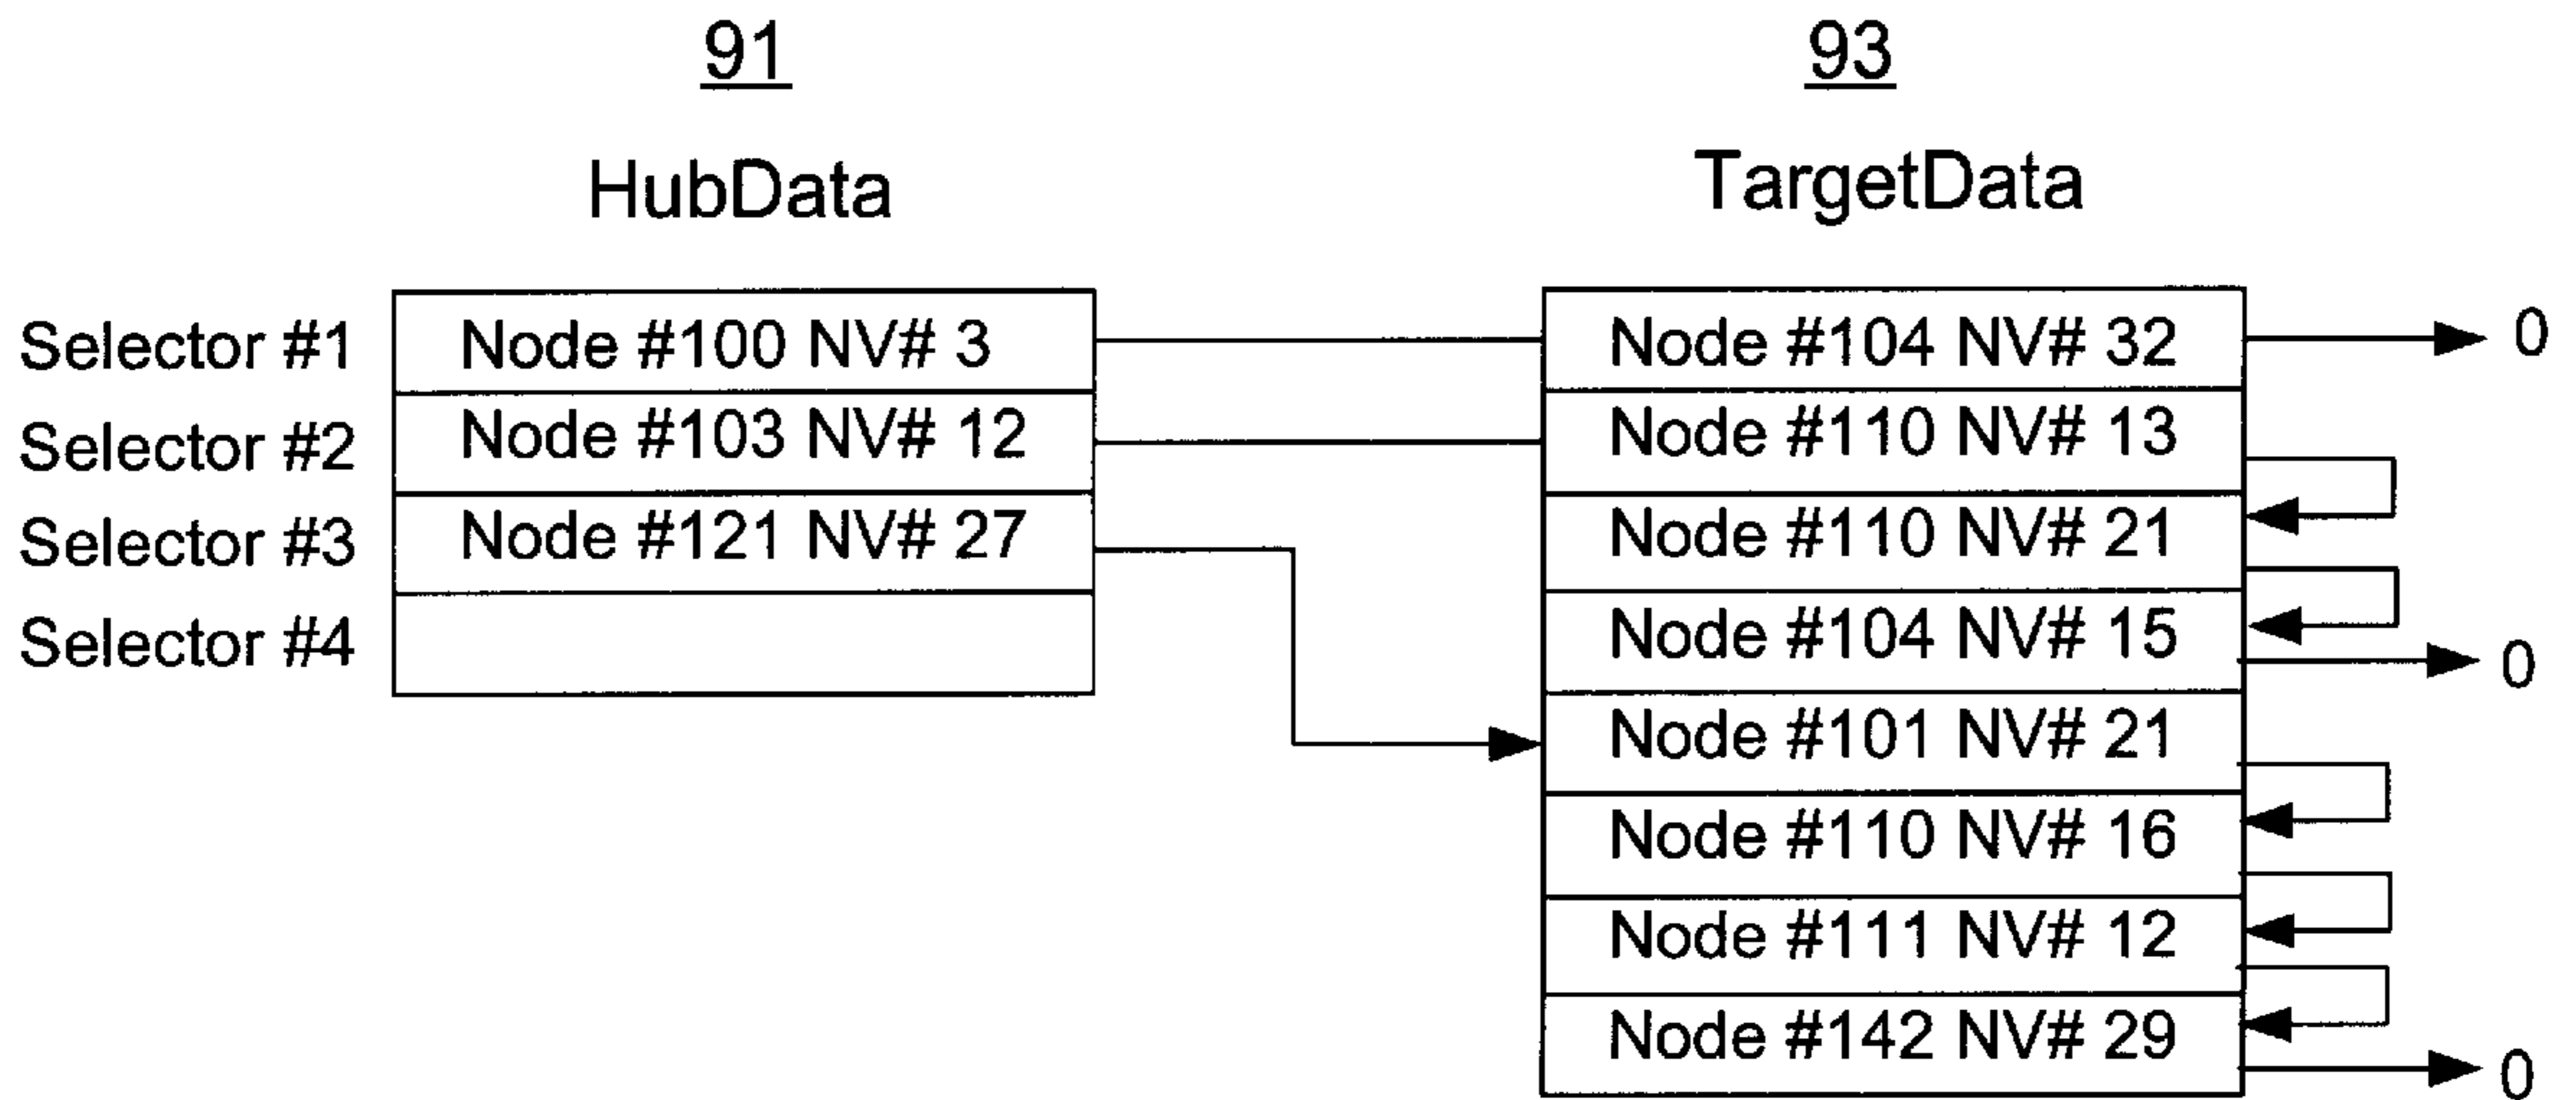 91
93
HubData
TargetData
Selector #1
Node #100 NV# 3
Node #104 NV# 32
0
Selector #2
Node #103 NV# 12
Node #110 NV# 13
Selector #3
Node #121 NV# 27
Node #110 NV# 21
Selector #4
Node #104 NV# 15
0
Node #101 NV# 21
Node #110 NV# 16
Node #111 NV# 12
Node #142 NV# 29
0